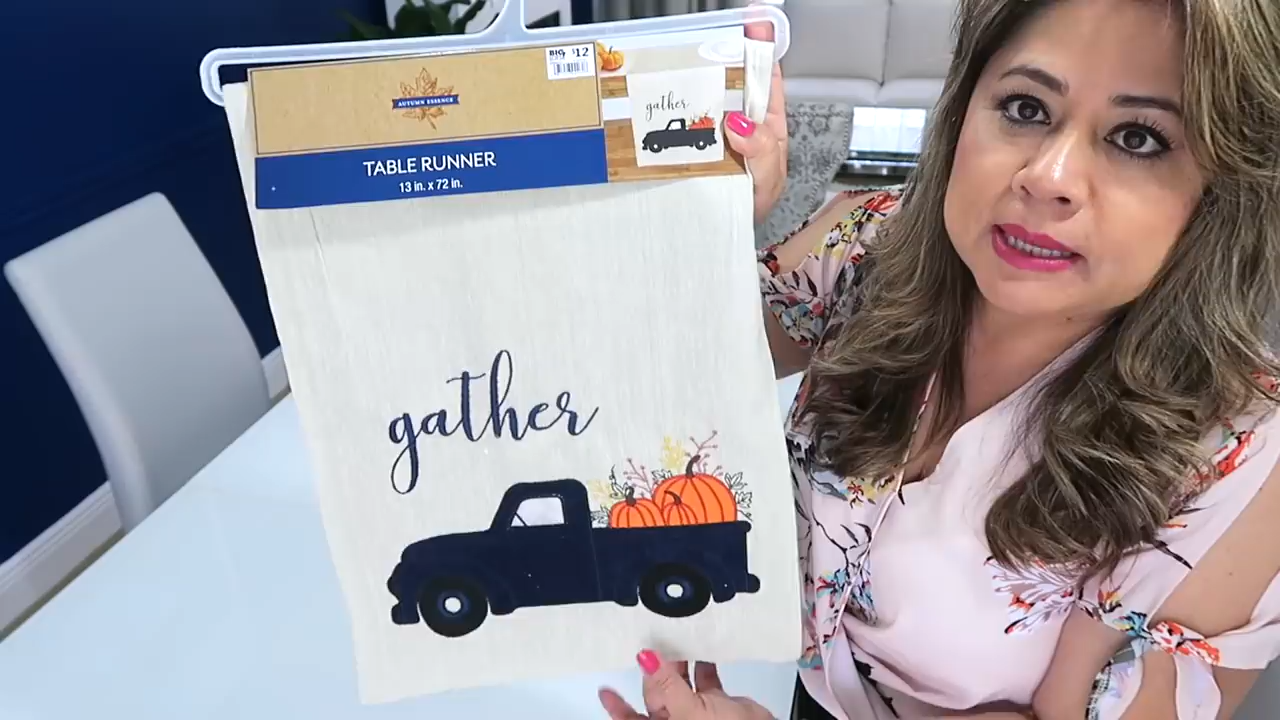 BIG $12
AUTUMN ESSENCE
TABLE RUNNER
13 in. x 72 in.
gather
gather